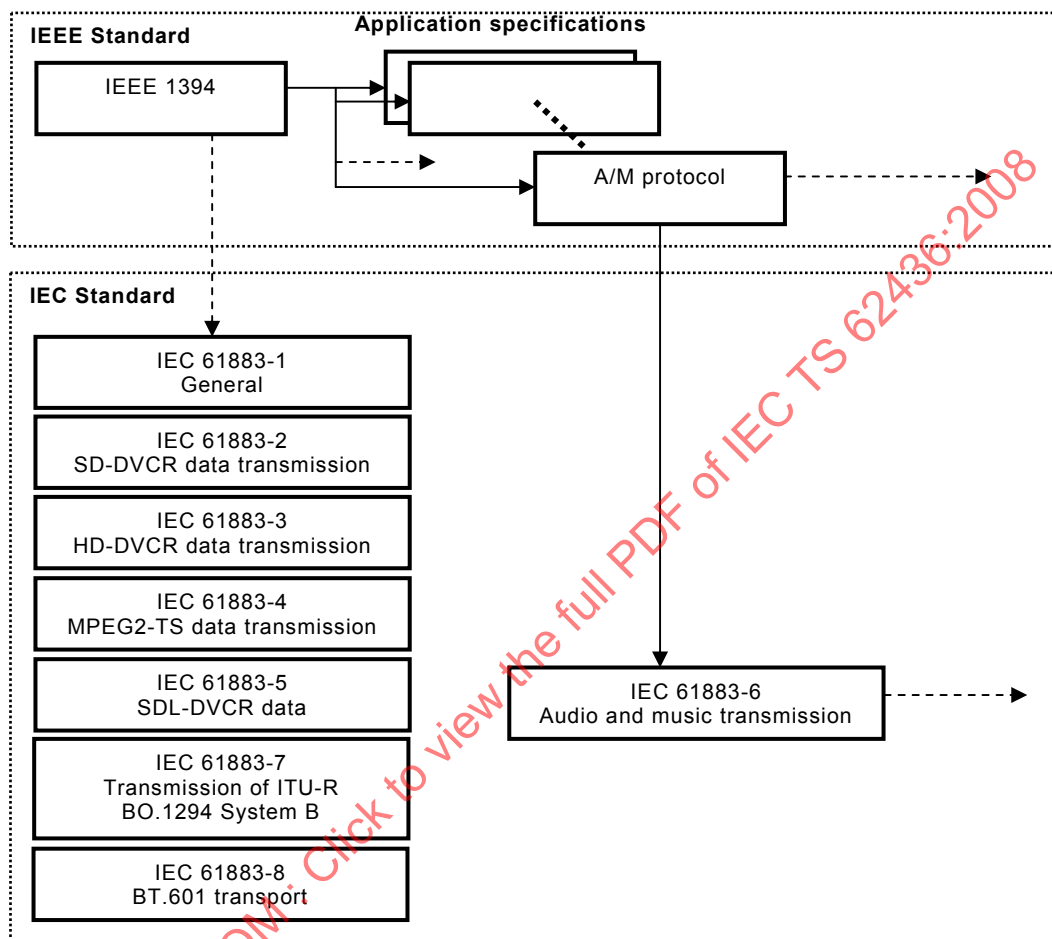 Application specifications
IEEE Standard
IEEE 1394
A/M protocol
IEC Standard
IEC 61883-1
General
IEC 61883-2
SD-DVCR data transmission
IEC 61883-3
HD-DVCR data transmission
IEC 61883-4
MPEG2-TS data transmission
IEC 61883-5
SDL-DVCR data
IEC 61883-6
Audio and music transmission
IEC 61883-7
Transmission of ITU-R
BO.1294 System B
IEC 61883-8
BT.601 transport
OM : Click to view the full PDF of IEC TS 62436:2008